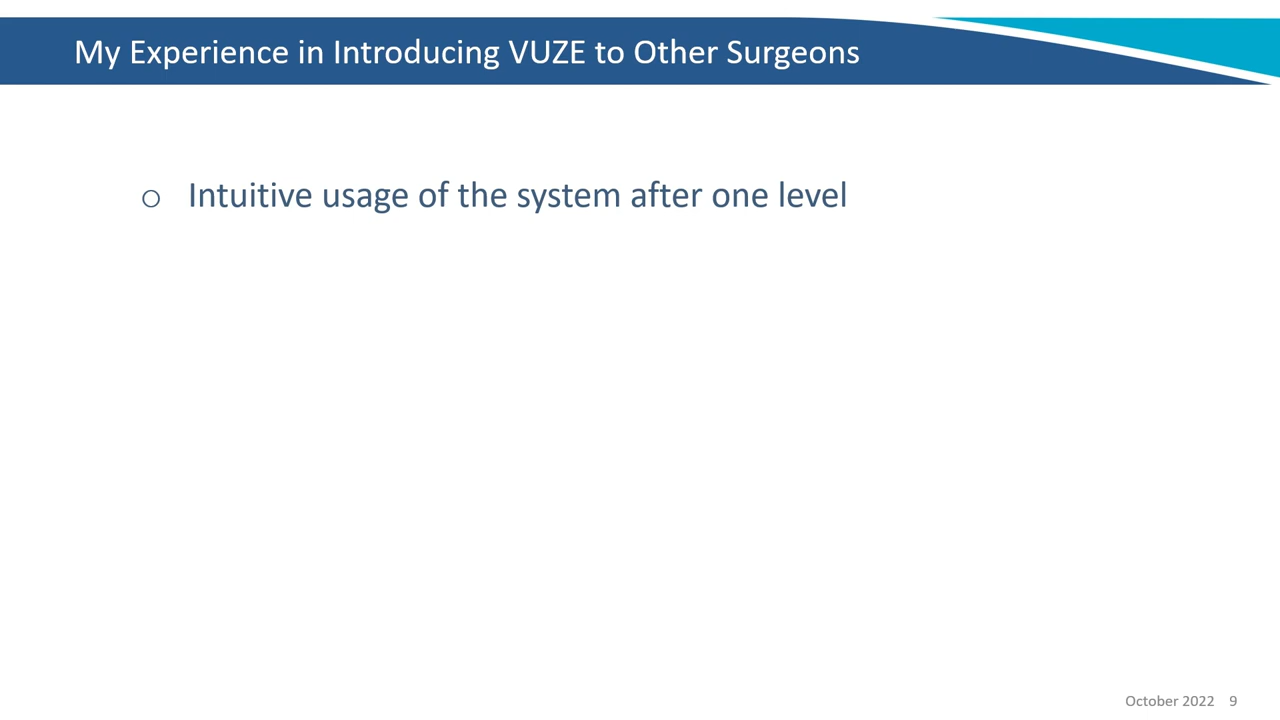 My Experience in Introducing VUZE to Other Surgeons
o Intuitive usage of the system after one level
October 2022 9